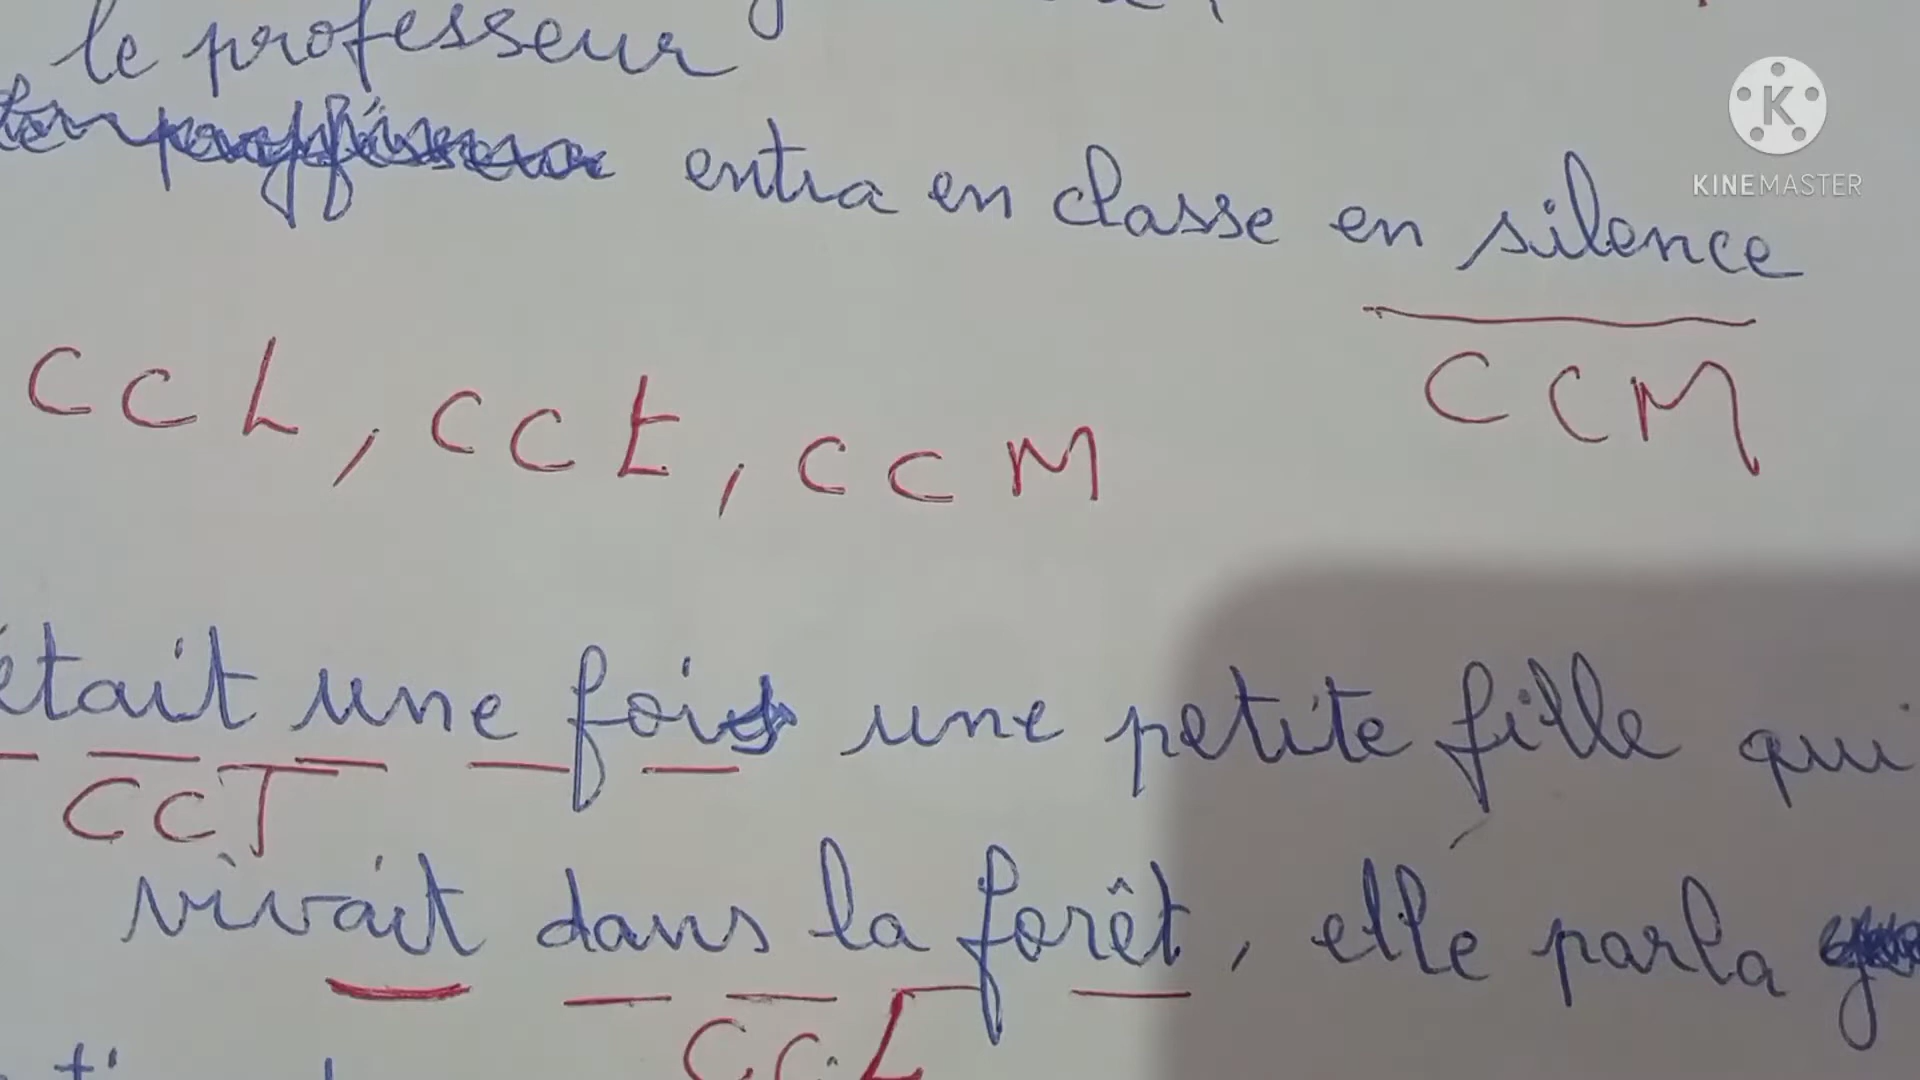 le professeur
entra en classe en silence
CCM
CCL, CCT, CCM
était une fois une petite fille qui
CCT
vivait dans la forêt, elle parla
CCL
KINEMASTER